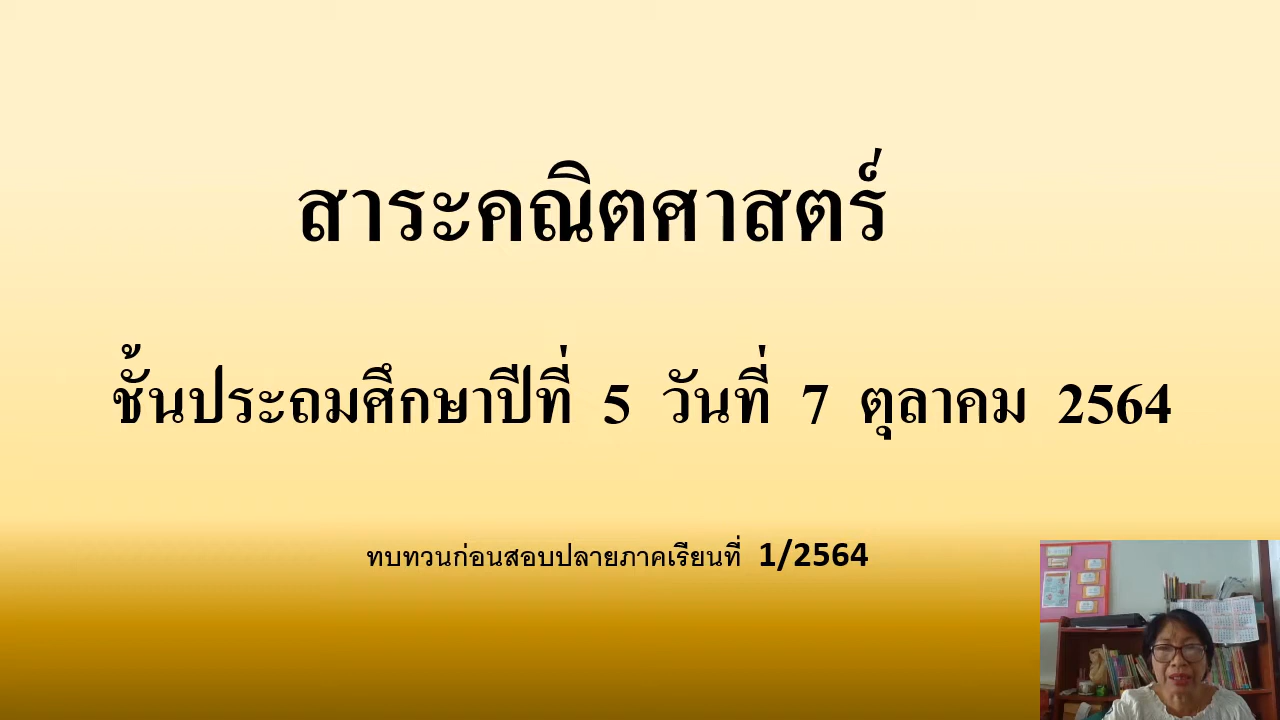 สาระคณิตศาสตร์
ชั้นประถมศึกษาปีที่ 5 วันที่ 7 ตุลาคม 2564
ทบทวนก่อนสอบปลายภาคเรียนที่ 1/2564